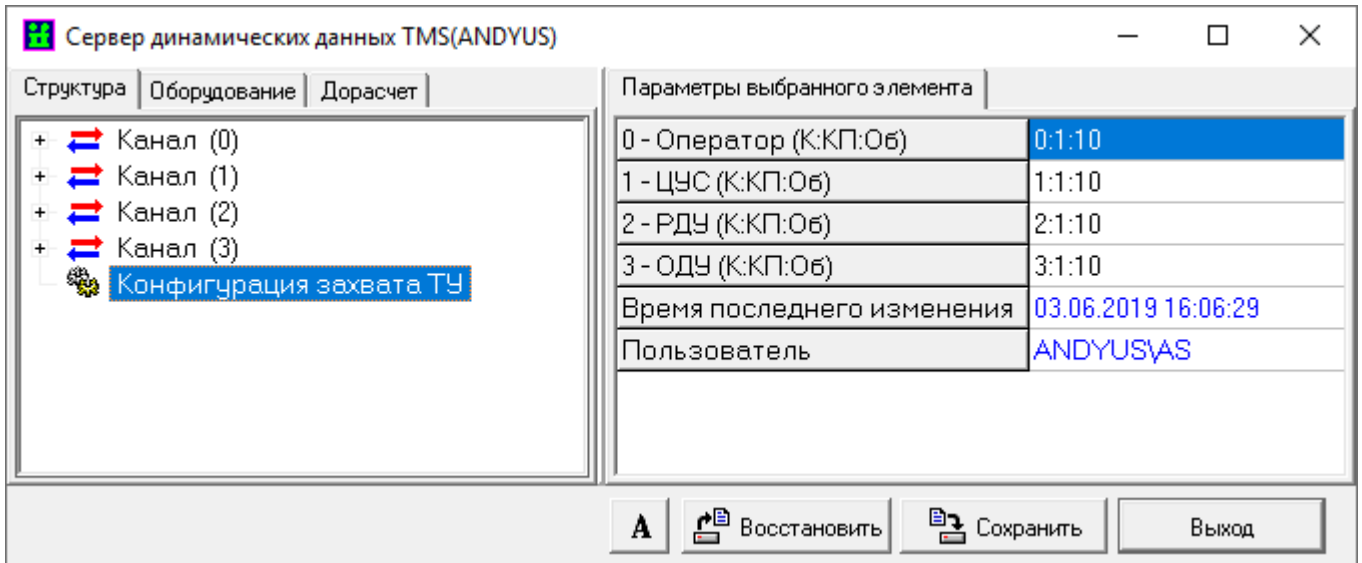 Сервер динамических данных TMS(ANDYUS)
Структура Оборудование Дорасчет
Канал (0)
Канал (1)
Канал (2)
Канал (3)
Конфигурация захвата ТУ
Параметры выбранного элемента
0 - Оператор (К:КП:Об) 0:1:10
1 - ЦУС (К:КП:Об) 1:1:10
2 - РДУ (К:КП:Об) 2:1:10
3 - ОДУ (К:КП:Об) 3:1:10
Время последнего изменения 03.06.2019 16:06:29
Пользователь ANDYUS\AS
A Восстановить Сохранить Выход